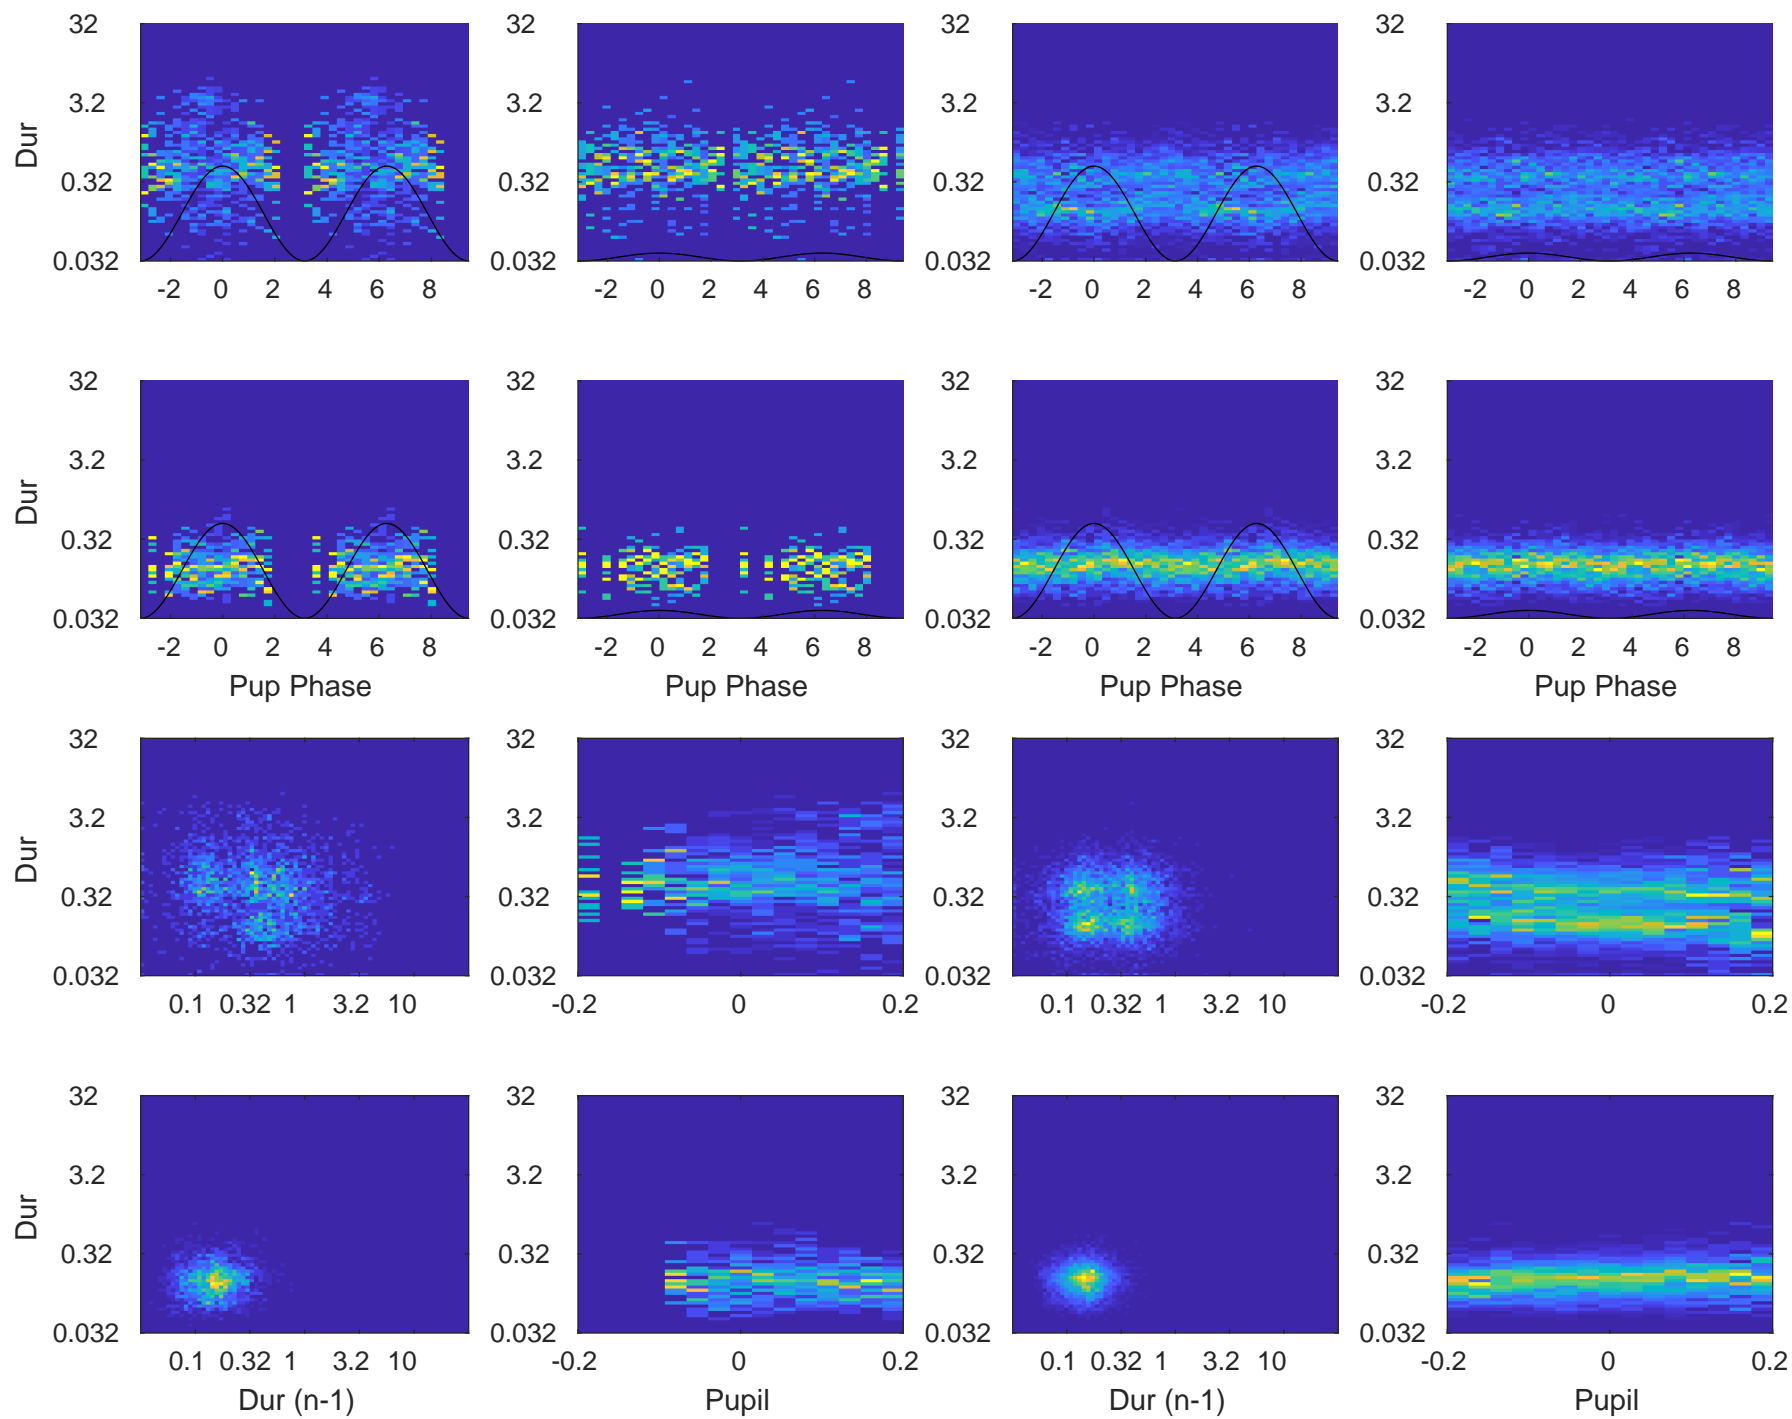 32 32 32 32
3.2 3.2 3.2 3.2
Dur
0.32 0.32 0.32 0.32
0.032 0.032 0.032 0.032
-2 0 2 4 6 8 -2 0 2 4 6 8 -2 0 2 4 6 8 -2 0 2 4 6 8
32 32 32 32
3.2 3.2 3.2 3.2
Dur
0.32 0.32 0.32 0.32
0.032 0.032 0.032 0.032
-2 0 2 4 6 8 -2 0 2 4 6 8 -2 0 2 4 6 8 -2 0 2 4 6 8
Pup Phase Pup Phase Pup Phase Pup Phase
32 32 32 32
3.2 3.2 3.2 3.2
Dur
0.32 0.32 0.32 0.32
0.032 0.032 0.032 0.032
0.1 0.32 1 3.2 10 -0.2 0 0.2 0.1 0.32 1 3.2 10 -0.2 0 0.2
32 32 32 32
3.2 3.2 3.2 3.2
Dur
0.32 0.32 0.32 0.32
0.032 0.032 0.032 0.032
0.1 0.32 1 3.2 10 -0.2 0 0.2 0.1 0.32 1 3.2 10 -0.2 0 0.2
Dur (n-1) Pupil Dur (n-1) Pupil